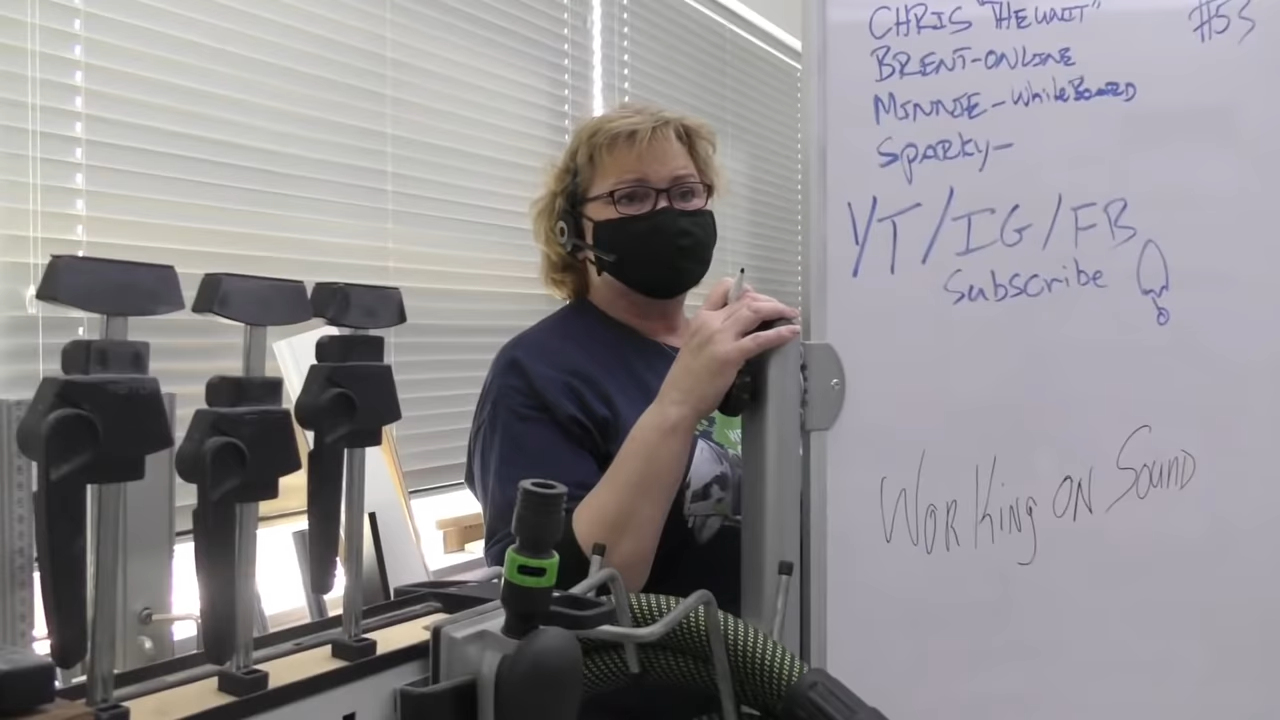 CHRIS "THE UNIT"
#53
BRENT-ONLINE
MINNIE-WhiteBoARD
SPARKY-
YT/IG/FB
Subscribe
WORKing ON SounD